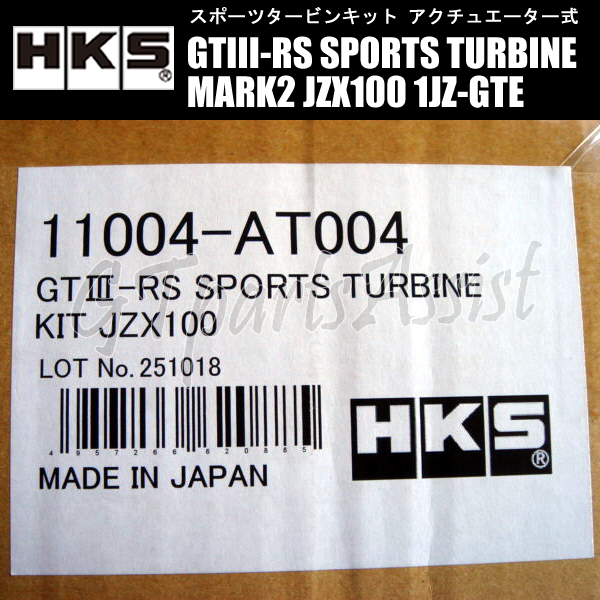 HKS®
スポーツタービンキット アクチュエーター式
GTIII-RS SPORTS TURBINE
MARK2 JZX100 1JZ-GTE
11004-AT004
GTⅢ-RS SPORTS TURBINE
KIT JZX100
LOT No. 251018
4957266620885
MADE IN JAPAN
HKS®
GTpartsAssist